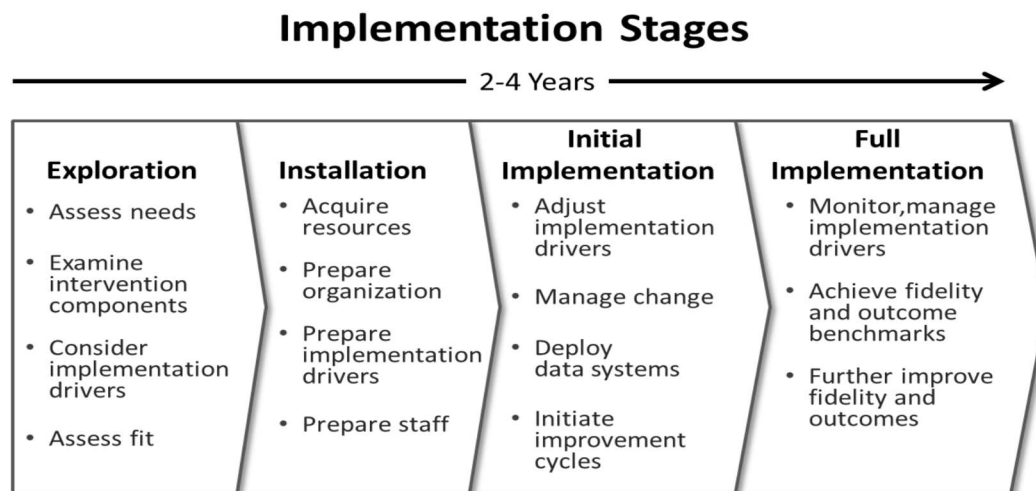 Implementation Stages
2-4 Years
Exploration
• Assess needs
• Examine
intervention
components
• Consider
implementation
drivers
• Assess fit
Installation
• Acquire
resources
• Prepare
organization
• Prepare
implementation
drivers
• Prepare staff
Initial
Implementation
• Adjust
implementation
drivers
• Manage change
• Deploy
data systems
• Initiate
improvement
cycles
Full
Implementation
• Monitor,manage
implementation
drivers
• Achieve fidelity
and outcome
benchmarks
• Further improve
fidelity and
outcomes